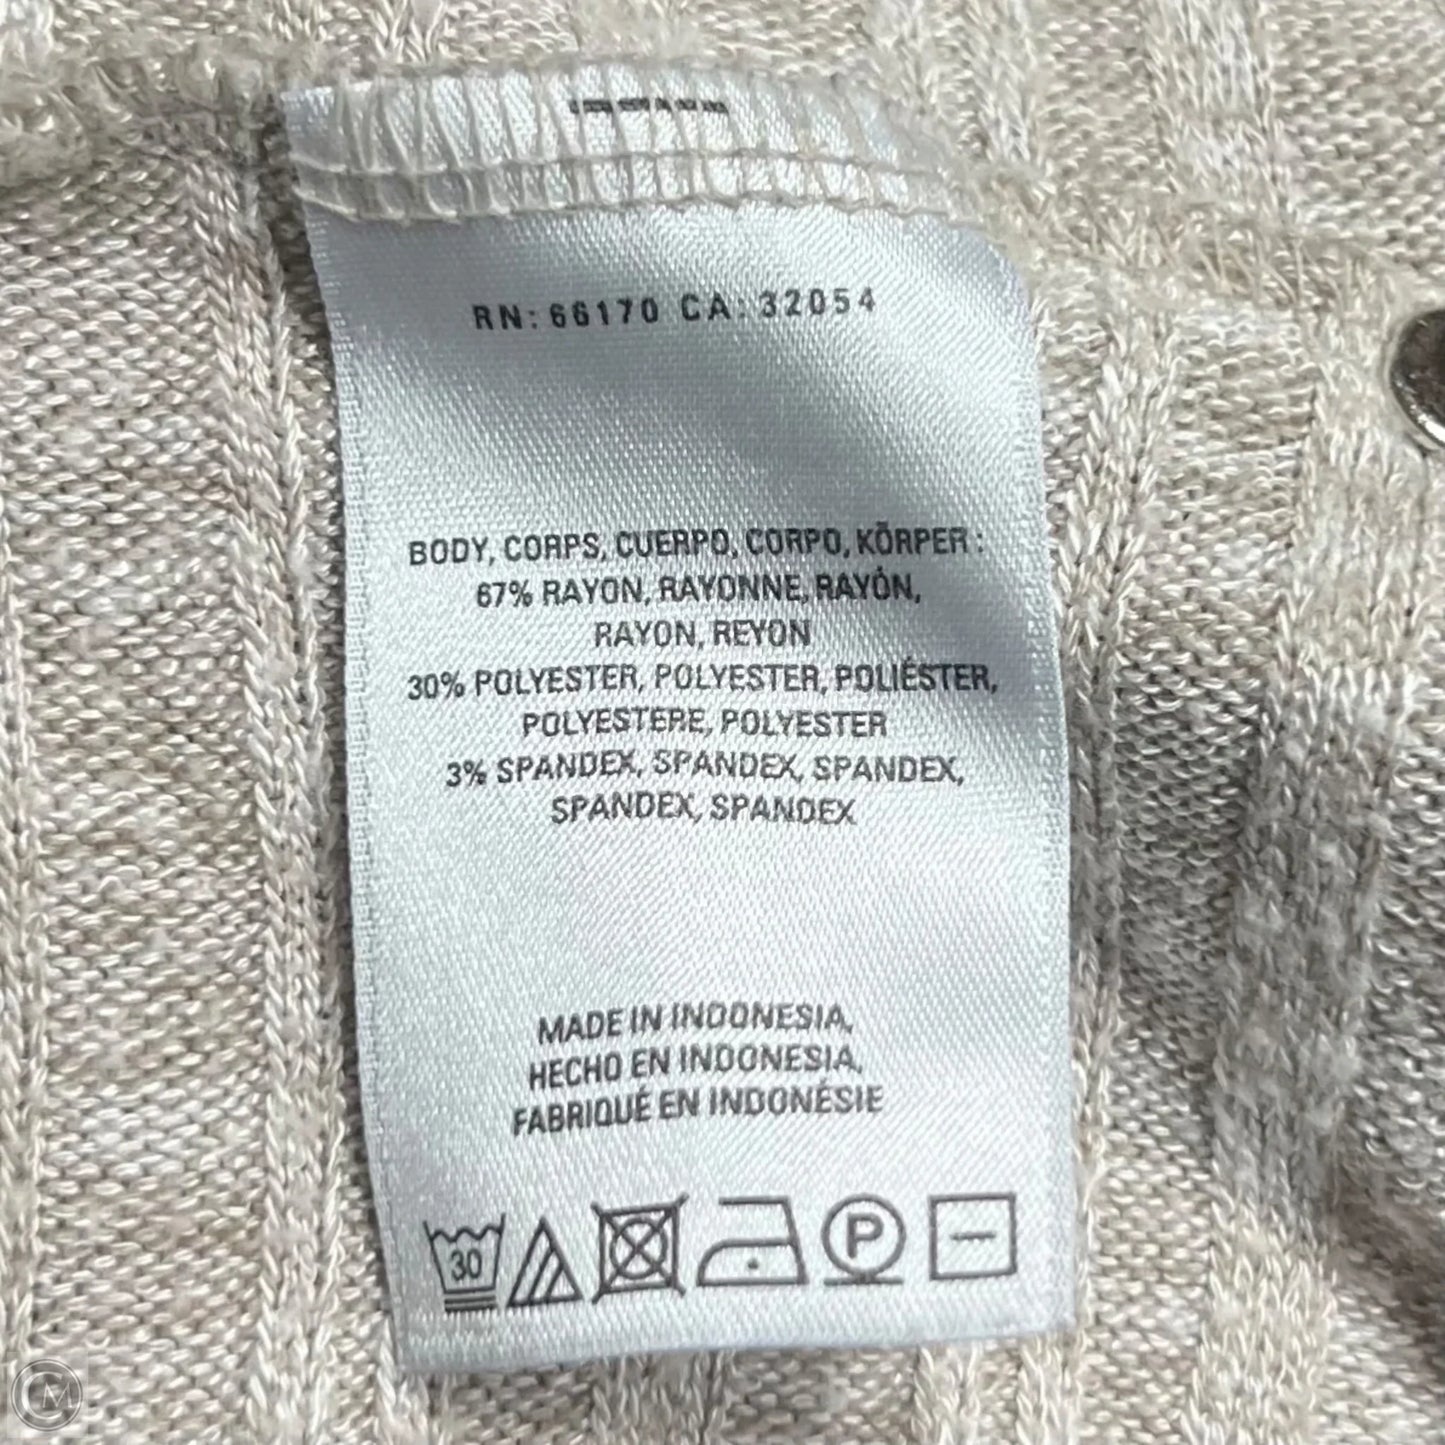 RN: 66170 CA: 32054
BODY, CORPS, CUERPO, CORPO, KÖRPER :
67% RAYON, RAYONNE, RAYÓN,
RAYON, REYON
30% POLYESTER, POLYESTER, POLIÉSTER,
POLYESTERE, POLYESTER
3% SPANDEX, SPANDEX, SPANDEX,
SPANDEX, SPANDEX
MADE IN INDONESIA,
HECHO EN INDONESIA,
FABRIQUÉ EN INDONÉSIE
30 P
CM